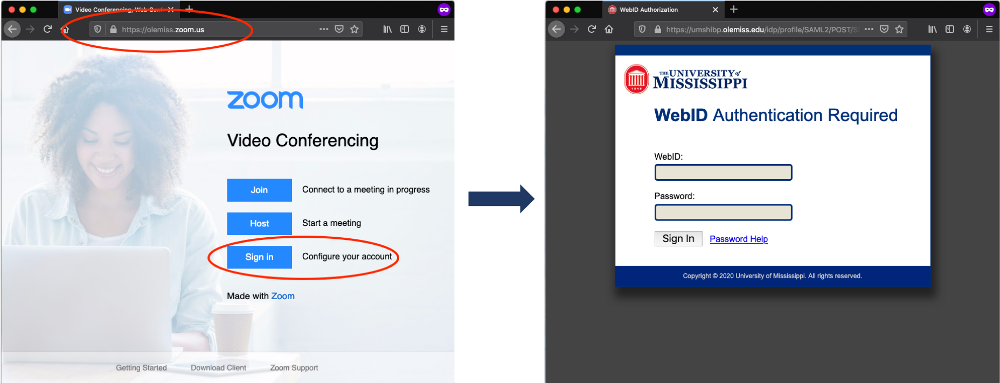 Video Conferencing, Web Conf
https://olemiss.zoom.us
zoom
Video Conferencing
Join Connect to a meeting in progress
Host Start a meeting
Sign in Configure your account
Made with Zoom
Getting Started Download Client Zoom Support
WebID Authorization
https://umshibp.olemiss.edu/idp/profile/SAML2/POST/S
THE UNIVERSITY of
MISSISSIPPI
1848
WebID Authentication Required
WebID:
Password:
Sign In Password Help
Copyright © 2020 University of Mississippi. All rights reserved.